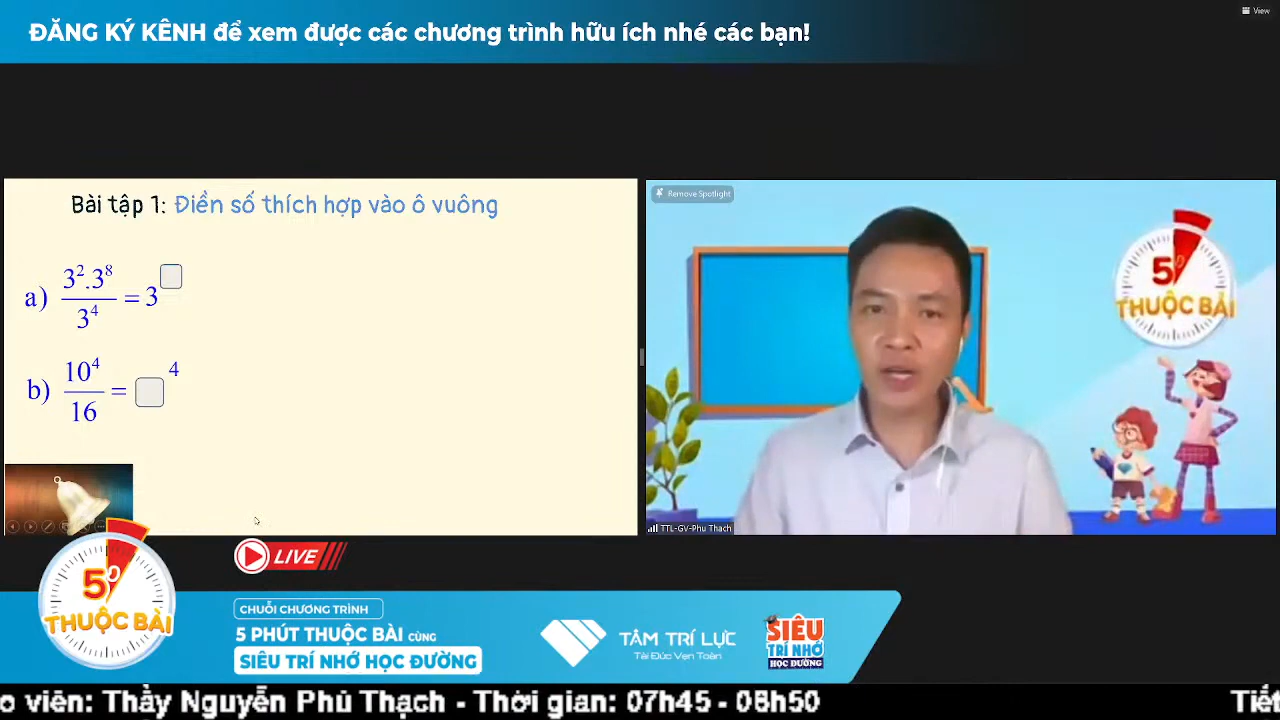 ĐĂNG KÝ KÊNH để xem được các chương trình hữu ích nhé các bạn!
View
Bài tập 1: Điền số thích hợp vào ô vuông
a) 3².3⁸ / 3⁴ = 3^□
b) 10⁴ / 16 = □⁴
Remove Spotlight
5⁰
THUỘC BÀI
TTL-GV-Phu Thach
LIVE
5⁰
THUỘC BÀI
CHUỖI CHƯƠNG TRÌNH
5 PHÚT THUỘC BÀI CÙNG
SIÊU TRÍ NHỚ HỌC ĐƯỜNG
TÂM TRÍ LỰC
Tài Đức Vẹn Toàn
SIÊU
TRÍ NHỚ
HỌC ĐƯỜNG
o viên: Thầy Nguyễn Phú Thạch - Thời gian: 07h45 - 08h50
Tiết